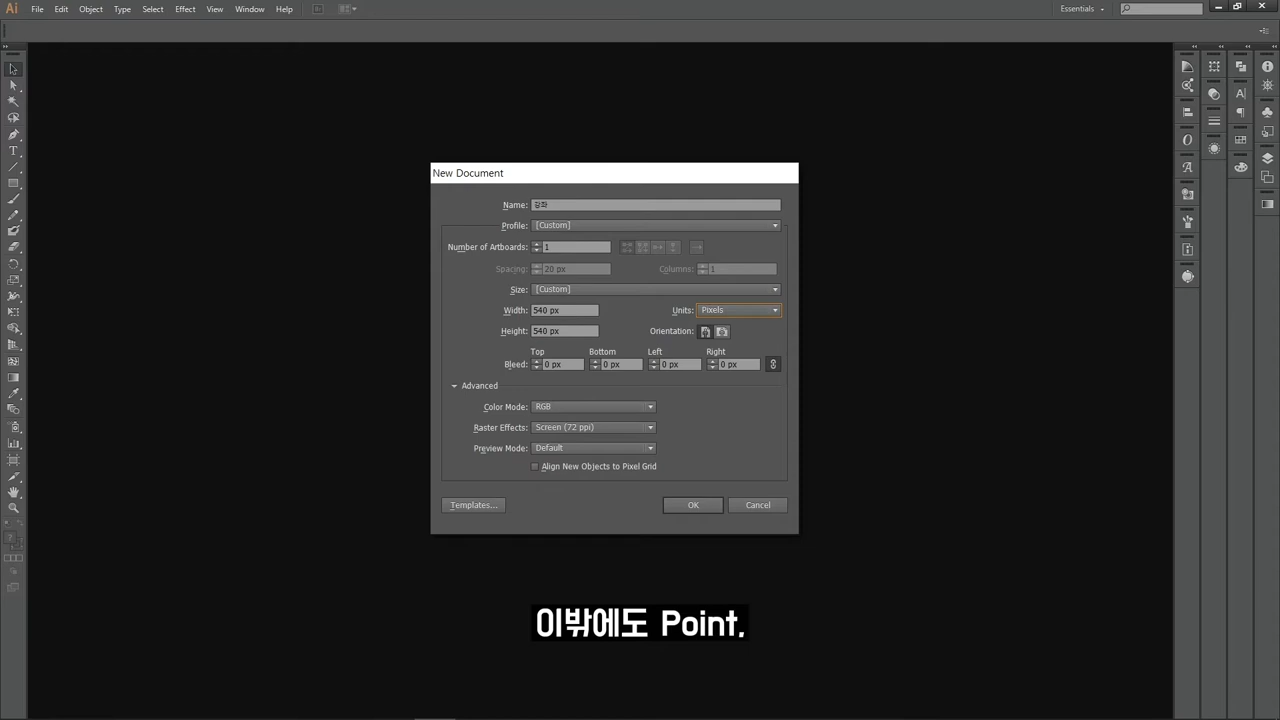 Ai File Edit Object Type Select Effect View Window Help Br Essentials
New Document
Name: 강좌
Profile: [Custom]
Number of Artboards: 1
Spacing: 20 px Columns: 1
Size: [Custom]
Width: 540 px Units: Pixels
Height: 540 px Orientation:
Top Bottom Left Right
Bleed: 0 px 0 px 0 px 0 px
Advanced
Color Mode: RGB
Raster Effects: Screen (72 ppi)
Preview Mode: Default
Align New Objects to Pixel Grid
Templates... OK Cancel
이밖에도 Point,